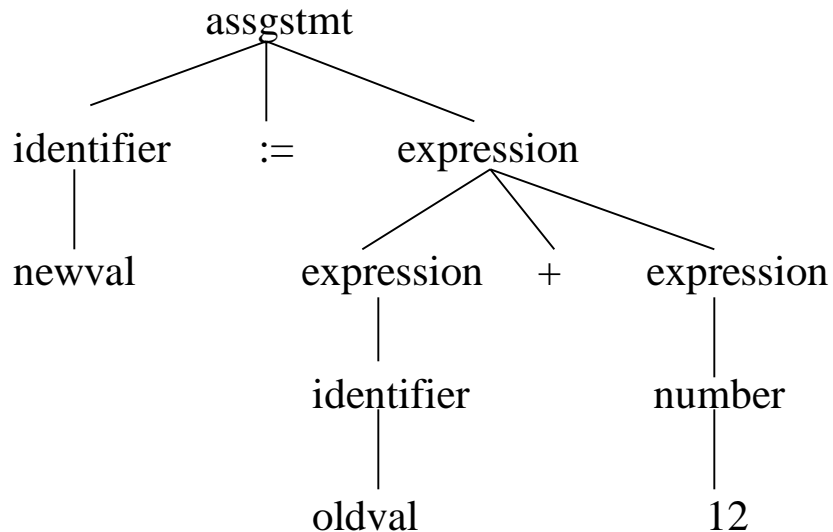 assgstmt
identifier := expression
newval expression + expression
identifier number
oldval 12